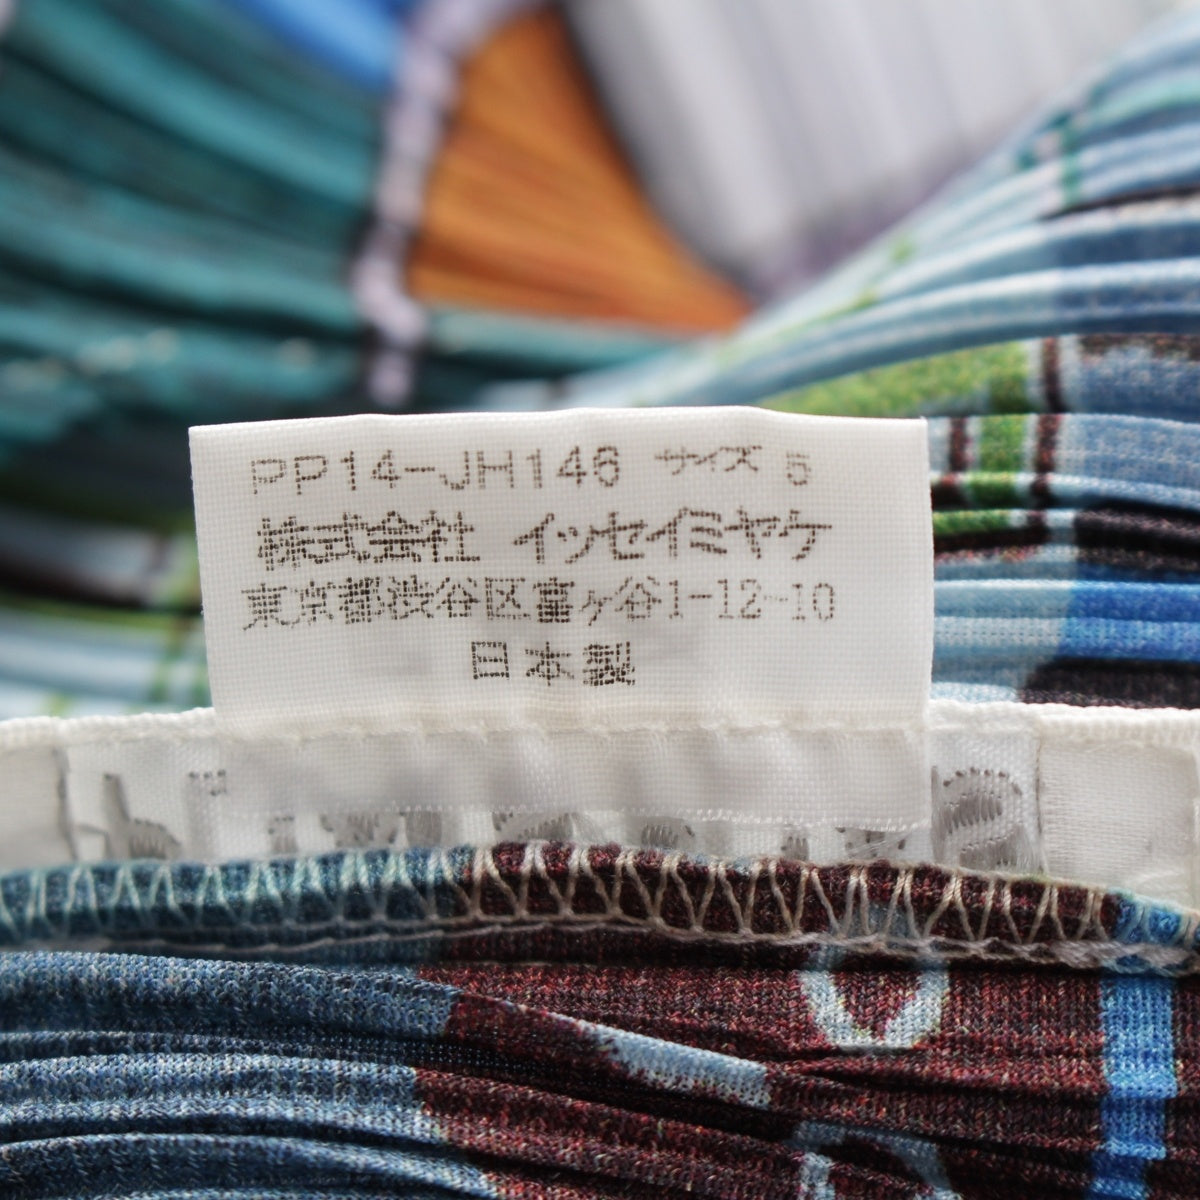 PP14-JH146 サイズ 5
株式会社 イッセイミヤケ
東京都渋谷区富ヶ谷1-12-10
日本製